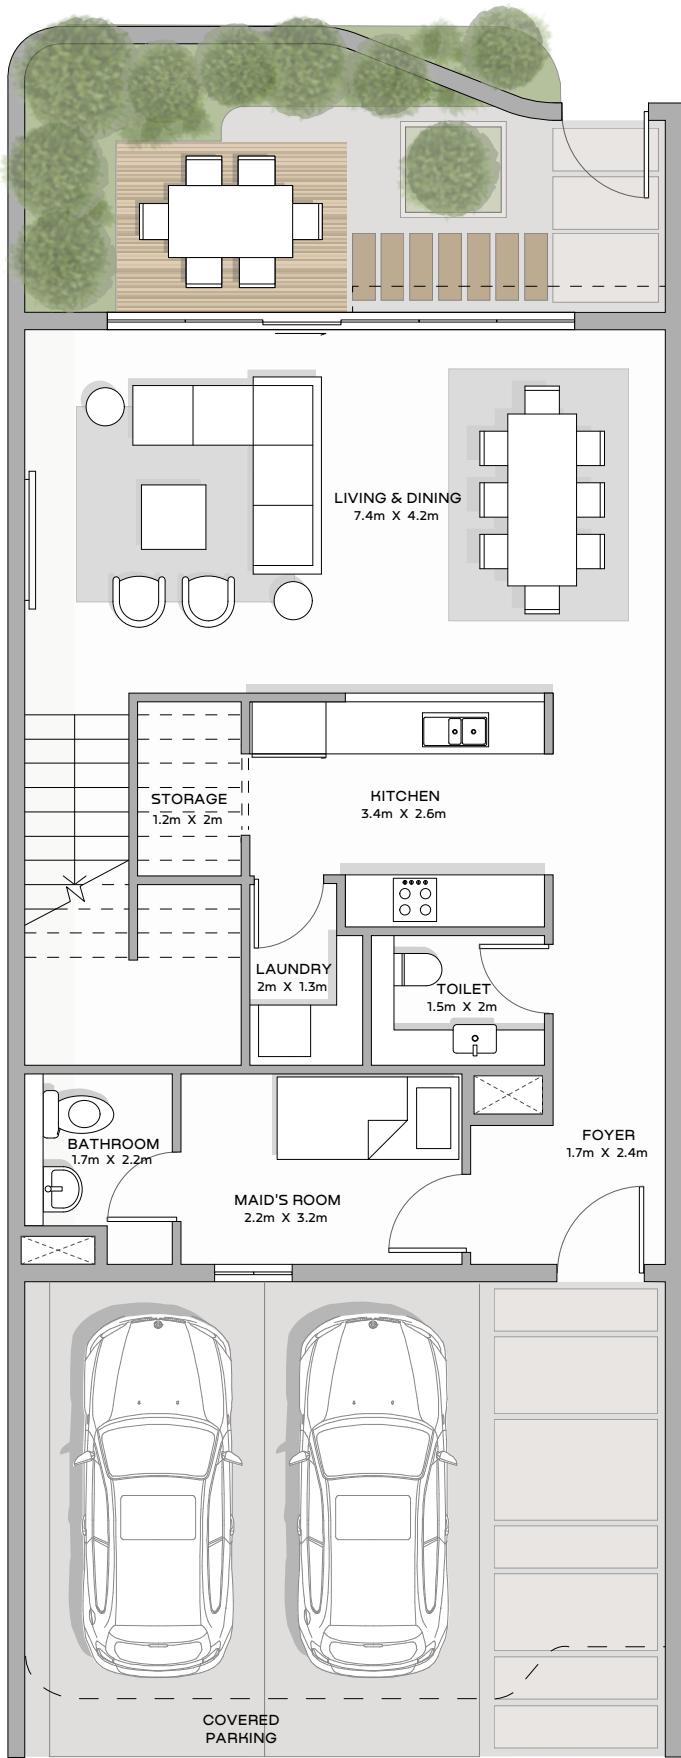 LIVING & DINING
7.4m X 4.2m
STORAGE
1.2m X 2m
KITCHEN
3.4m X 2.6m
LAUNDRY
2m X 1.3m
TOILET
1.5m X 2m
BATHROOM
1.7m X 2.2m
FOYER
1.7m X 2.4m
MAID'S ROOM
2.2m X 3.2m
COVERED
PARKING